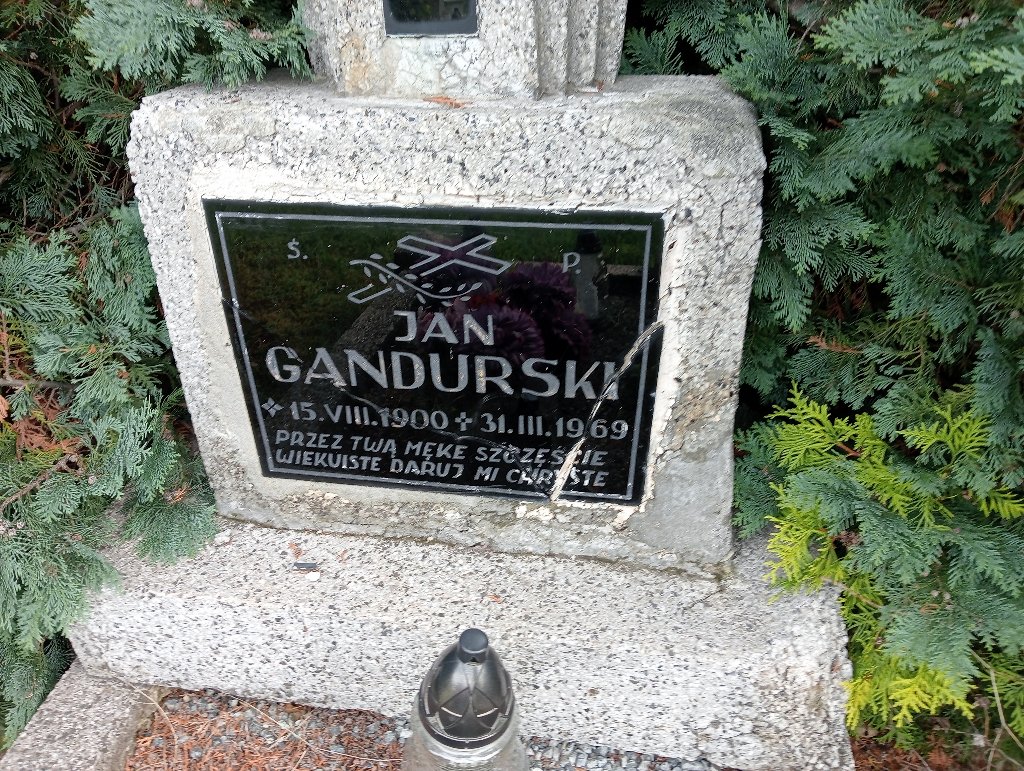 Ś. P.
JAN
GANDURSKI
15.VIII.1900 + 31.III.1969
PRZEZ TWĄ MĘKĘ SZCZĘŚCIE
WIEKUISTE DARUJ MI CHRYSTE